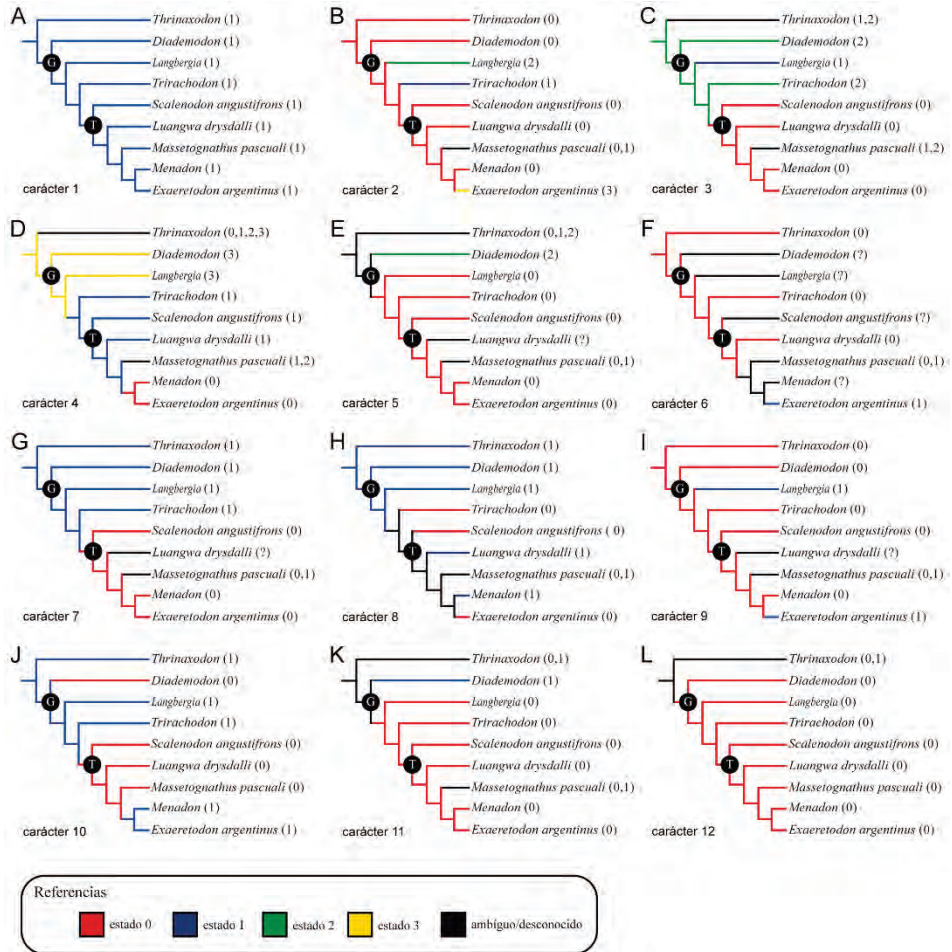 A
Thrinaxodon (1)
Diademodon (1)
G
Langbergia (1)
Trirachodon (1)
Scalenodon angustifrons (1)
T
Luangwa drysdalli (1)
Massetognathus pascuali (1)
Menadon (1)
Exaeretodon argentinus (1)
carácter 1
B
Thrinaxodon (0)
Diademodon (0)
G
Langbergia (2)
Trirachodon (1)
Scalenodon angustifrons (0)
T
Luangwa drysdalli (0)
Massetognathus pascuali (0,1)
Menadon (0)
Exaeretodon argentinus (3)
carácter 2
C
Thrinaxodon (1,2)
Diademodon (2)
G
Langbergia (1)
Trirachodon (2)
Scalenodon angustifrons (0)
T
Luangwa drysdalli (0)
Massetognathus pascuali (1,2)
Menadon (0)
Exaeretodon argentinus (0)
carácter 3
D
Thrinaxodon (0,1,2,3)
Diademodon (3)
G
Langbergia (3)
Trirachodon (1)
Scalenodon angustifrons (1)
T
Luangwa drysdalli (1)
Massetognathus pascuali (1,2)
Menadon (0)
Exaeretodon argentinus (0)
carácter 4
E
Thrinaxodon (0,1,2)
Diademodon (2)
G
Langbergia (0)
Trirachodon (0)
Scalenodon angustifrons (0)
T
Luangwa drysdalli (?)
Massetognathus pascuali (0,1)
Menadon (0)
Exaeretodon argentinus (0)
carácter 5
F
Thrinaxodon (0)
Diademodon (?)
G
Langbergia (?)
Trirachodon (0)
Scalenodon angustifrons (?)
T
Luangwa drysdalli (0)
Massetognathus pascuali (0,1)
Menadon (?)
Exaeretodon argentinus (1)
carácter 6
G
Thrinaxodon (1)
Diademodon (1)
G
Langbergia (1)
Trirachodon (1)
Scalenodon angustifrons (0)
T
Luangwa drysdalli (?)
Massetognathus pascuali (0,1)
Menadon (0)
Exaeretodon argentinus (0)
carácter 7
H
Thrinaxodon (1)
Diademodon (1)
G
Langbergia (1)
Trirachodon (0)
Scalenodon angustifrons ( 0)
T
Luangwa drysdalli (1)
Massetognathus pascuali (0,1)
Menadon (1)
Exaeretodon argentinus (0)
carácter 8
I
Thrinaxodon (0)
Diademodon (0)
G
Langbergia (1)
Trirachodon (0)
Scalenodon angustifrons (0)
T
Luangwa drysdalli (?)
Massetognathus pascuali (0,1)
Menadon (0)
Exaeretodon argentinus (1)
carácter 9
J
Thrinaxodon (1)
Diademodon (0)
G
Langbergia (1)
Trirachodon (1)
Scalenodon angustifrons (0)
T
Luangwa drysdalli (0)
Massetognathus pascuali (0)
Menadon (1)
Exaeretodon argentinus (1)
carácter 10
K
Thrinaxodon (0,1)
Diademodon (1)
G
Langbergia (0)
Trirachodon (0)
Scalenodon angustifrons (0)
T
Luangwa drysdalli (0)
Massetognathus pascuali (0,1)
Menadon (0)
Exaeretodon argentinus (0)
carácter 11
L
Thrinaxodon (0,1)
Diademodon (0)
G
Langbergia (0)
Trirachodon (0)
Scalenodon angustifrons (0)
T
Luangwa drysdalli (0)
Massetognathus pascuali (0)
Menadon (0)
Exaeretodon argentinus (0)
carácter 12
Referencias
estado 0 estado 1 estado 2 estado 3 ambíguo/desconocido